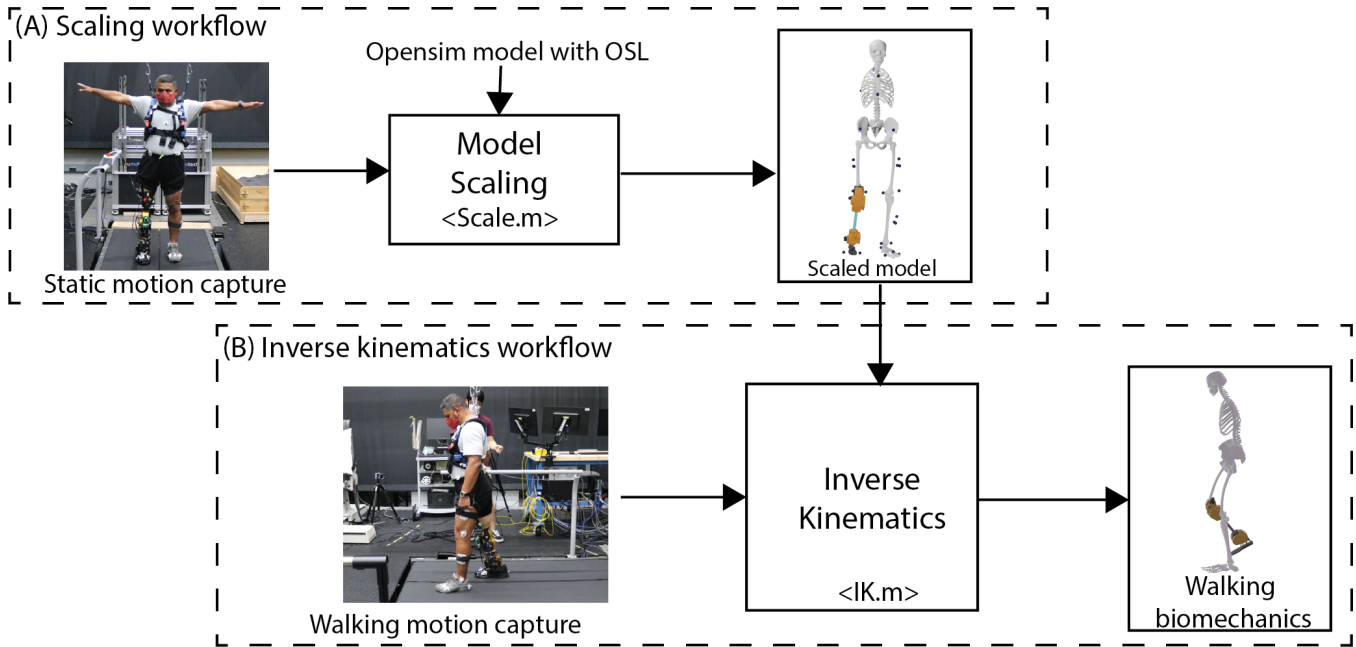 (A) Scaling workflow
Opensim model with OSL
Model
Scaling
<Scale.m>
Static motion capture
Scaled model
(B) Inverse kinematics workflow
Inverse
Kinematics
<IK.m>
Walking motion capture
Walking
biomechanics